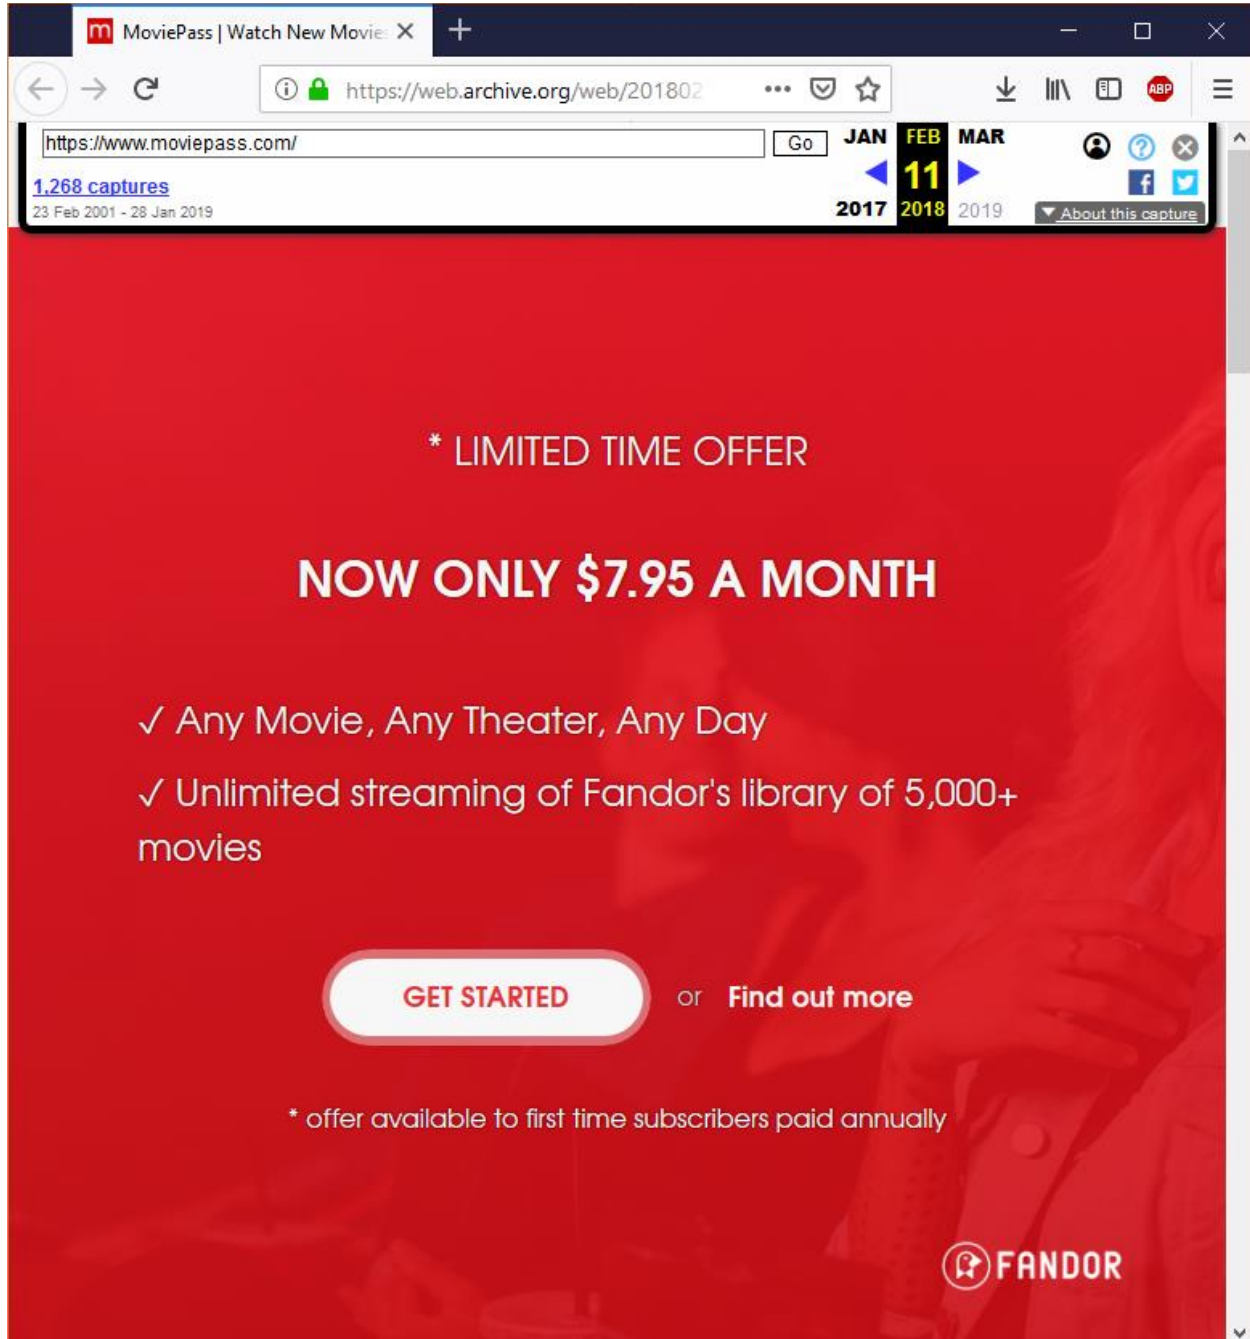 MoviePass | Watch New Movie
https://web.archive.org/web/201802
ABP
https://www.moviepass.com/ Go JAN FEB MAR
1,268 captures 11
23 Feb 2001 - 28 Jan 2019 2017 2018 2019 About this capture
* LIMITED TIME OFFER
NOW ONLY $7.95 A MONTH
✓ Any Movie, Any Theater, Any Day
✓ Unlimited streaming of Fandor's library of 5,000+
movies
GET STARTED or Find out more
* offer available to first time subscribers paid annually
FANDOR